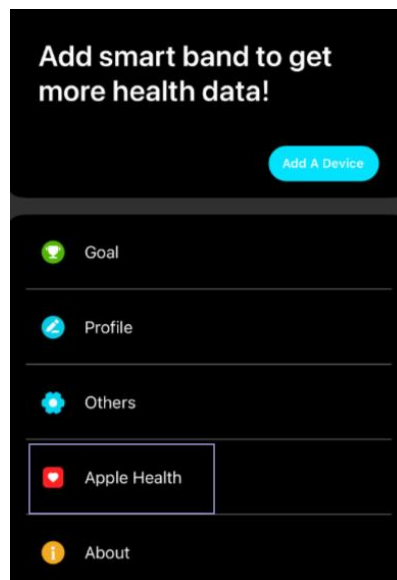 Add smart band to get
more health data!
Add A Device
Goal
Profile
Others
Apple Health
About